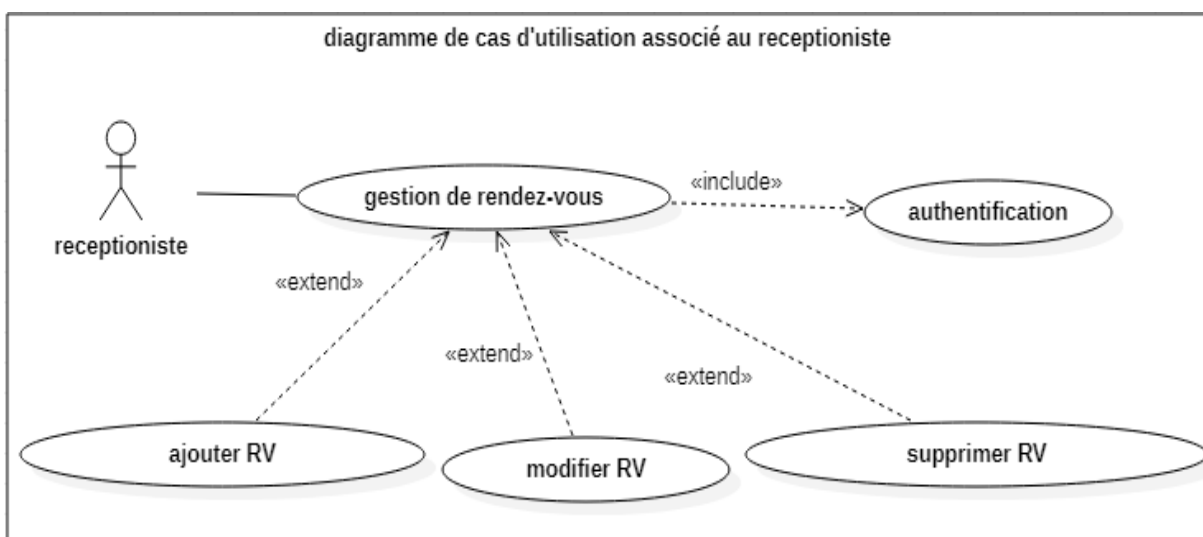 diagramme de cas d'utilisation associé au receptioniste
gestion de rendez-vous
«include»
authentification
receptioniste
«extend»
«extend»
«extend»
ajouter RV
modifier RV
supprimer RV